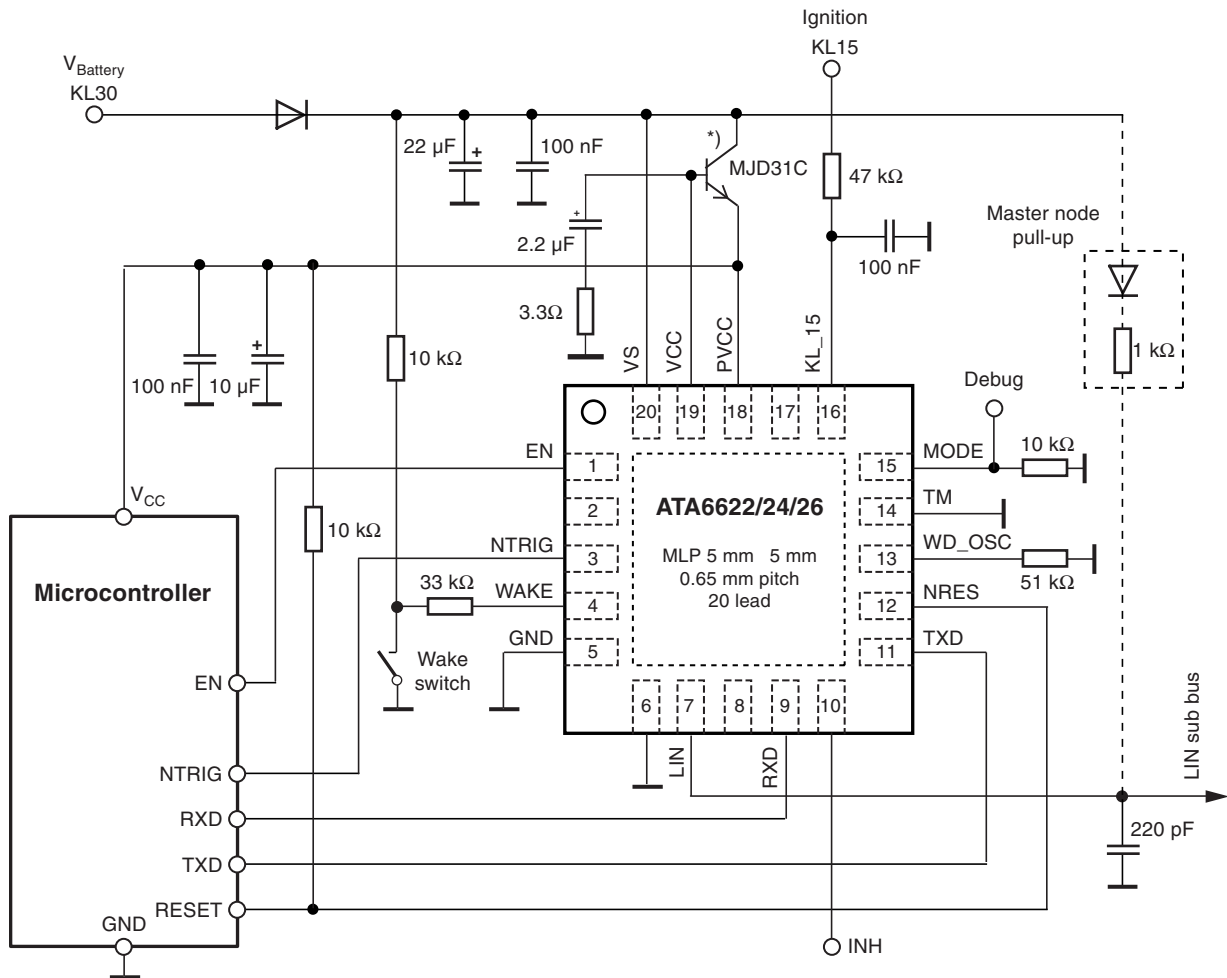 Ignition
KL15
V_Battery
KL30
22 µF
+
100 nF
*)
MJD31C
47 kΩ
Master node
pull-up
+
2.2 µF
100 nF
3.3Ω
1 kΩ
100 nF
+
10 µF
10 kΩ
VS
VCC
PVCC
KL_15
Debug
20
19
18
17
16
EN
1
15
MODE
10 kΩ
V_CC
2
ATA6622/24/26
14
TM
10 kΩ
NTRIG
3
MLP 5 mm 5 mm
0.65 mm pitch
20 lead
13
WD_OSC
51 kΩ
Microcontroller
33 kΩ
WAKE
4
12
NRES
GND
5
11
TXD
Wake
switch
EN
6
7
8
9
10
LIN
RXD
LIN sub bus
NTRIG
RXD
220 pF
TXD
RESET
GND
INH